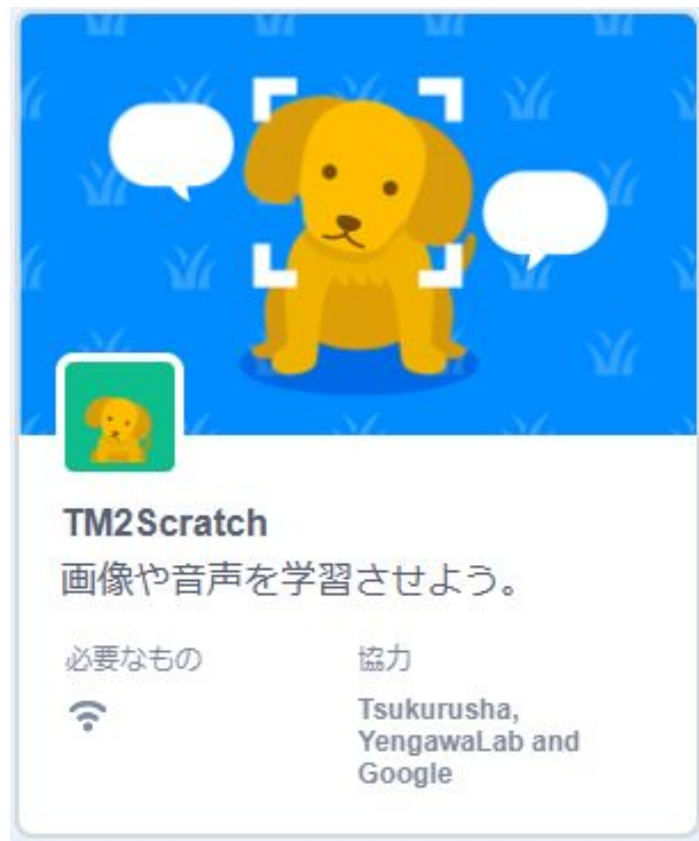 TM2Scratch
画像や音声を学習させよう。
必要なもの
協力
Tsukurusha,
YengawaLab and
Google